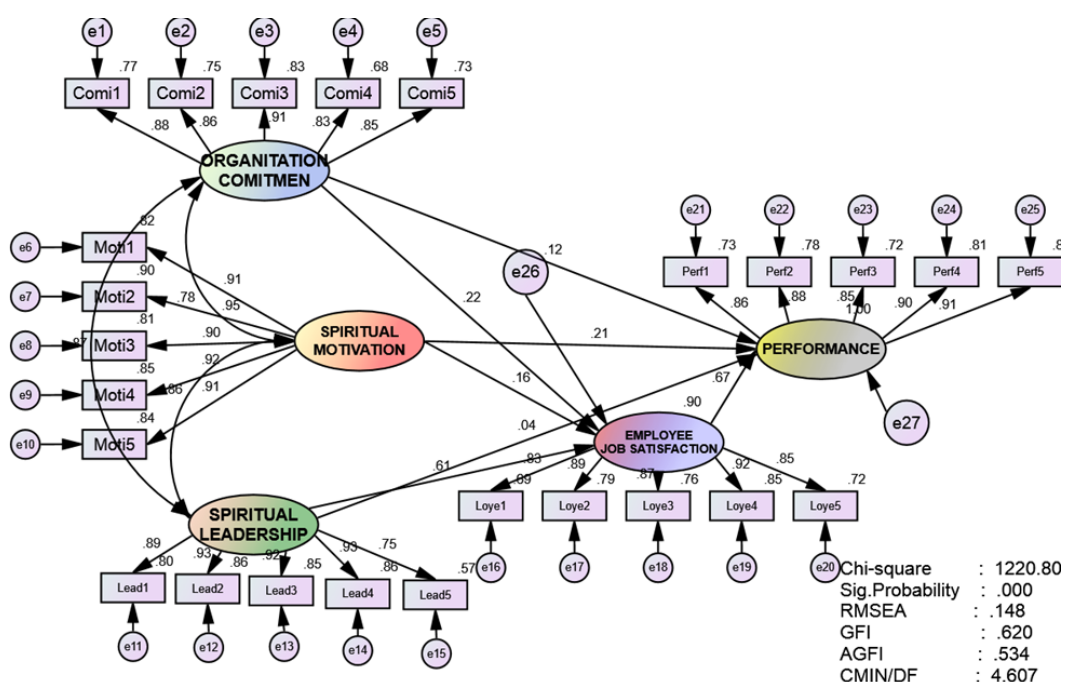 e1 e2 e3 e4 e5
.77 .75 .83 .68 .73
Comi1 Comi2 Comi3 Comi4 Comi5
.88 .86 .91 .83 .85
ORGANITATION
COMITMEN
e21 e22 e23 e24 e25
.73 .78 .72 .81 .8
Perf1 Perf2 Perf3 Perf4 Perf5
.86 .88 .85 1.00 .90 .91
.82
e6 Moti1
.90 .91
e7 Moti2 .78 .95
.81
e8 Moti3 .90
.87
.92
.85
e9 Moti4 .86 .91
.84
e10 Moti5
e26
.12
.22
SPIRITUAL
MOTIVATION
.21
PERFORMANCE
.16
.67
.90
.04
e27
EMPLOYEE
JOB SATISFACTION
.61
.83 .89 .87 .92 .85
.89 .79 .76 .85 .72
Loye1 Loye2 Loye3 Loye4 Loye5
e16 e17 e18 e19 e20
SPIRITUAL
LEADERSHIP
.89 .93 .92 .93 .75
.80 .86 .85 .86 .57
Lead1 Lead2 Lead3 Lead4 Lead5
e11 e12 e13 e14 e15
Chi-square : 1220.80
Sig.Probability : .000
RMSEA : .148
GFI : .620
AGFI : .534
CMIN/DF : 4.607